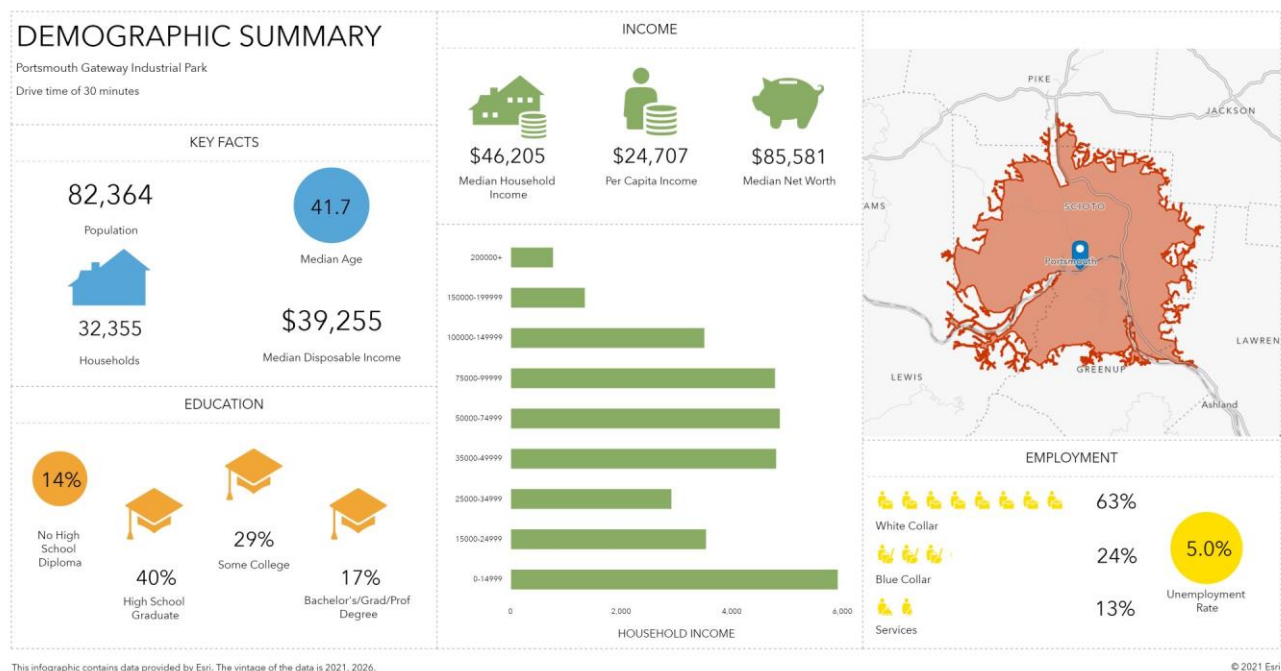 DEMOGRAPHIC SUMMARY
Portsmouth Gateway Industrial Park
Drive time of 30 minutes
KEY FACTS
82,364
Population
41.7
Median Age
32,355
Households
$39,255
Median Disposable Income
EDUCATION
14%
No High
School
Diploma
40%
High School
Graduate
29%
Some College
17%
Bachelor's/Grad/Prof
Degree
INCOME
$46,205
Median Household
Income
$24,707
Per Capita Income
$85,581
Median Net Worth
200000+
150000-199999
100000-149999
75000-99999
50000-74999
35000-49999
25000-34999
15000-24999
0-14999
0
2,000
4,000
6,000
HOUSEHOLD INCOME
PIKE
JACKSON
AMS
SCIOTO
Portsmouth
LAWREN
GREENUP
LEWIS
Ashland
EMPLOYMENT
63%
White Collar
24%
Blue Collar
13%
Services
5.0%
Unemployment
Rate
This infographic contains data provided by Esri. The vintage of the data is 2021, 2026.
© 2021 Esri